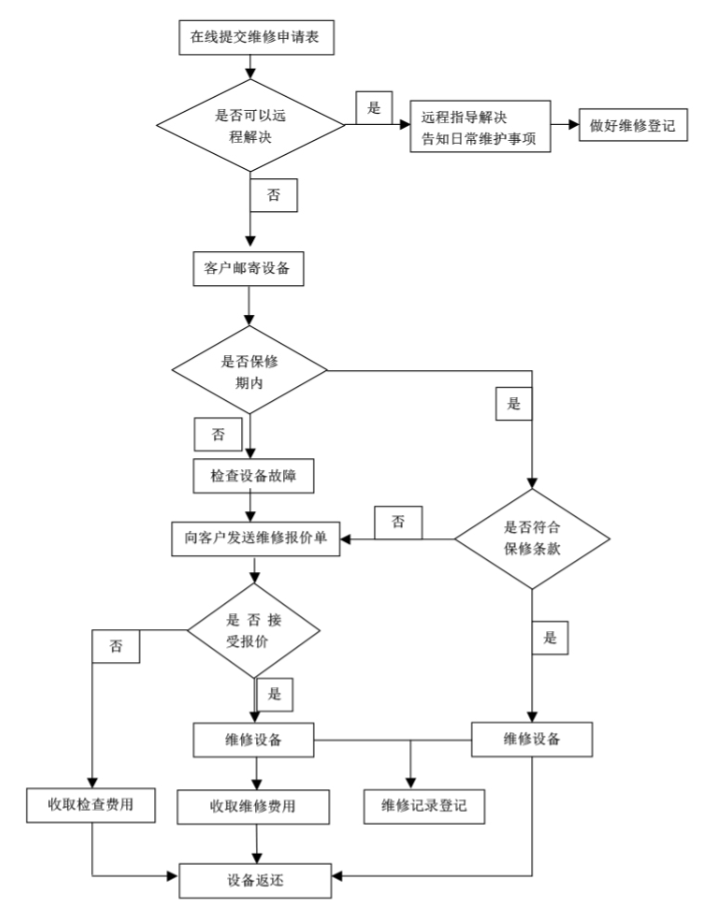 在线提交维修申请表
是否可以远
程解决
是
远程指导解决
告知日常维护事项
做好维修登记
否
客户邮寄设备
是否保修
期内
是
否
检查设备故障
向客户发送维修报价单
否
是否符合
保修条款
是 否 接
受报价
否
是
是
维修设备
维修设备
收取检查费用
收取维修费用
维修记录登记
设备返还